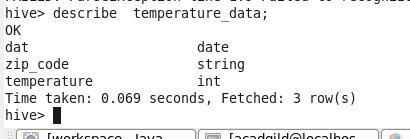 hive> describe  temperature_data;
OK
dat                     date
zip_code                string
temperature             int
Time taken: 0.069 seconds, Fetched: 3 row(s)
hive>
[workspace - Java [acadgild@localhos